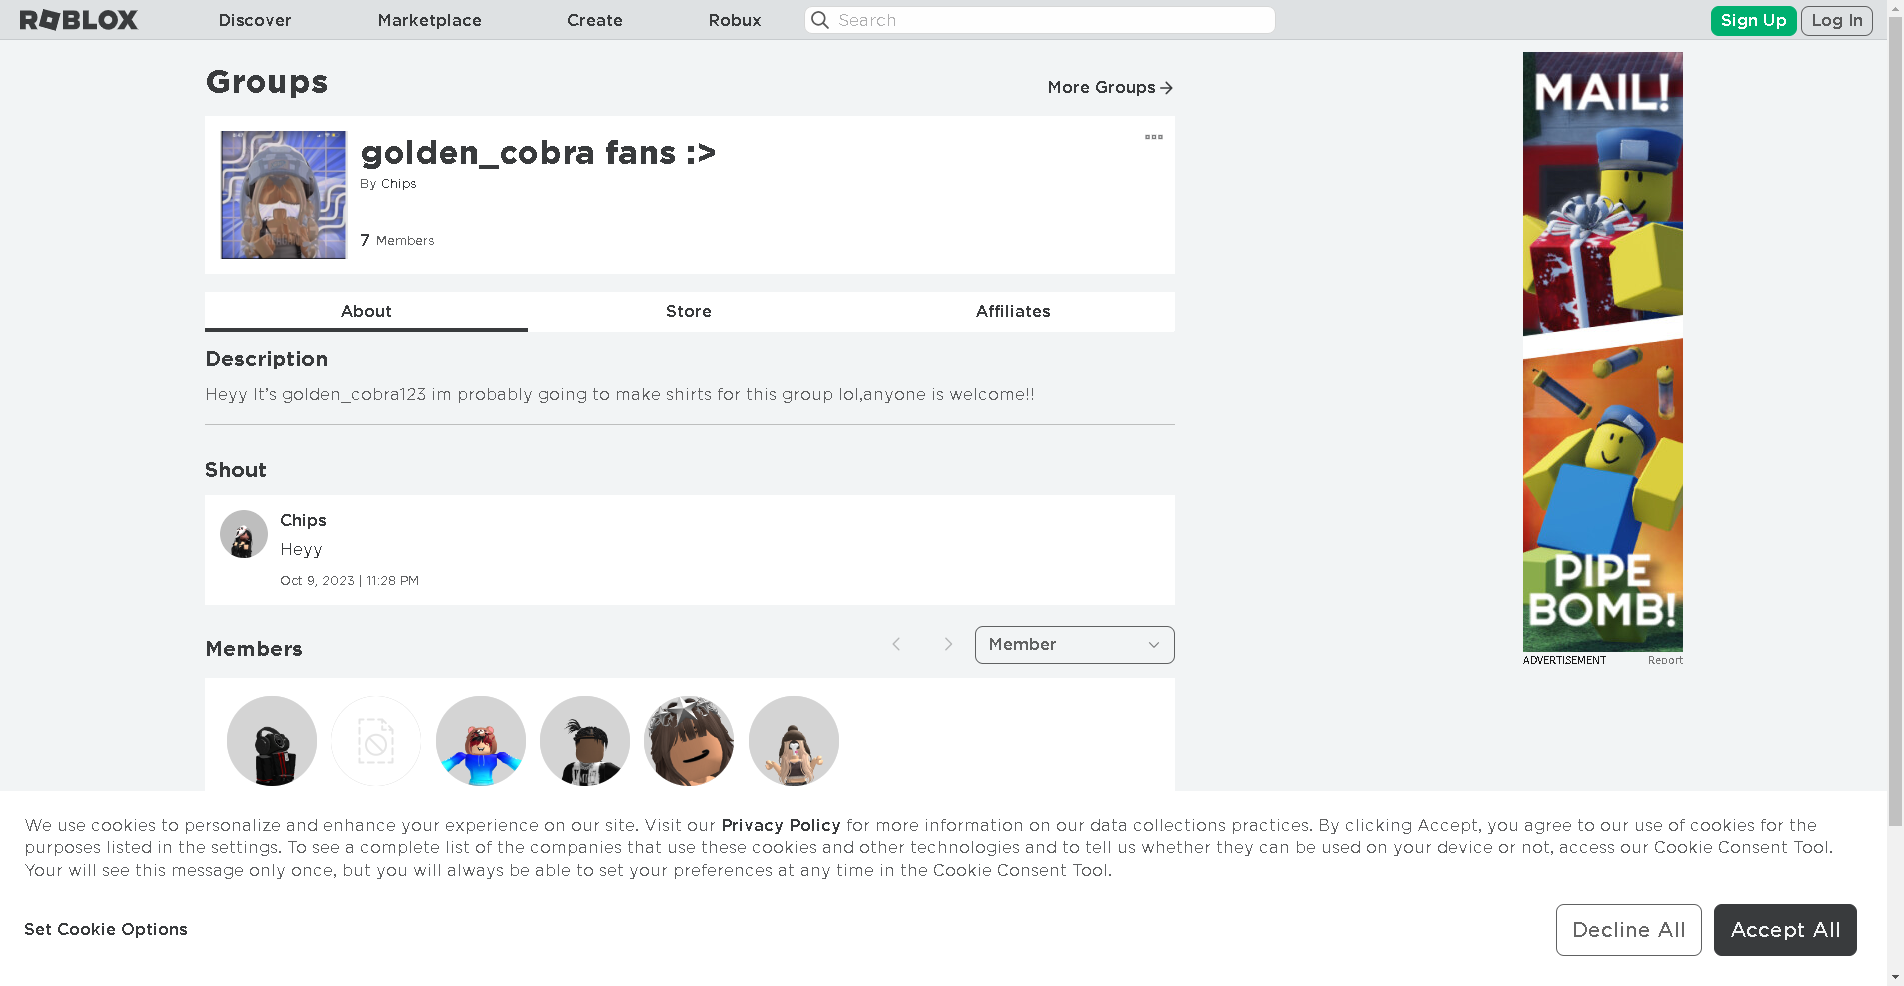 ROBLOX
Discover
Marketplace
Create
Robux
Search
Sign Up
Log In
Groups
More Groups
golden_cobra fans :>
By Chips
7 Members
About
Store
Affiliates
Description
Heyy It's golden_cobra123 im probably going to make shirts for this group lol,anyone is welcome!!
Shout
Chips
Heyy
Oct 9, 2023 | 11:28 PM
Members
Member
MAIL!
PIPE
BOMB!
ADVERTISEMENT
Report
We use cookies to personalize and enhance your experience on our site. Visit our Privacy Policy for more information on our data collections practices. By clicking Accept, you agree to our use of cookies for the
purposes listed in the settings. To see a complete list of the companies that use these cookies and other technologies and to tell us whether they can be used on your device or not, access our Cookie Consent Tool.
Your will see this message only once, but you will always be able to set your preferences at any time in the Cookie Consent Tool.
Set Cookie Options
Decline All
Accept All